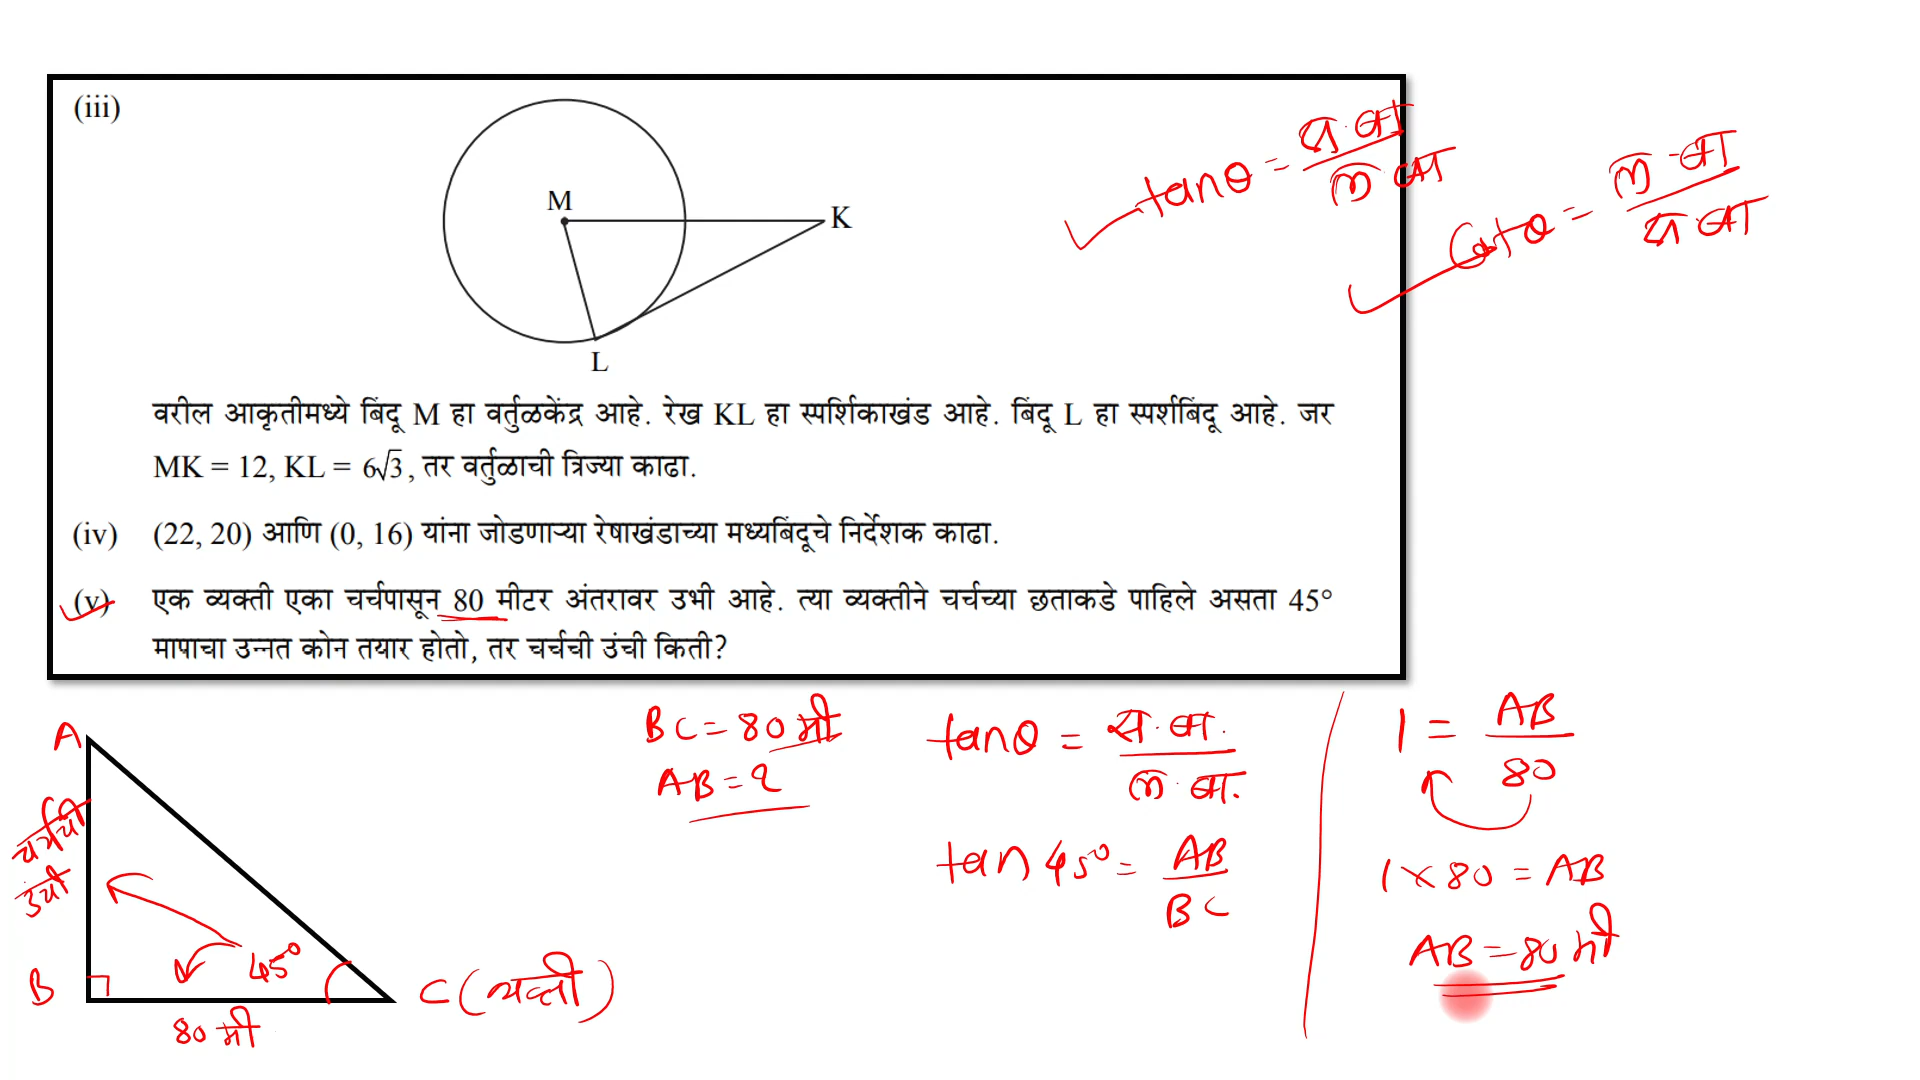 (iii)
M
K
L
वरील आकृतीमध्ये बिंदू M हा वर्तुळकेंद्र आहे. रेख KL हा स्पर्शिकाखंड आहे. बिंदू L हा स्पर्शबिंदू आहे. जर
MK = 12, KL = 6√3, तर वर्तुळाची त्रिज्या काढा.
(iv) (22, 20) आणि (0, 16) यांना जोडणाऱ्या रेषाखंडाच्या मध्यबिंदूचे निर्देशक काढा.
(v) एक व्यक्ती एका चर्चपासून 80 मीटर अंतरावर उभी आहे. त्या व्यक्तीने चर्चच्या छताकडे पाहिले असता 45°
मापाचा उन्नत कोन तयार होतो, तर चर्चची उंची किती?
tanθ = स.बा / ल बा
Cotθ = ल.बा / स बा
A
चर्चची
उंची
B
45°
80 मी
C (व्यक्ती)
BC = 80 मी
AB = ?
tanθ = स.बा. / ल.बा.
tan 45° = AB / BC
1 = AB / 80
1 × 80 = AB
AB = 80 मी